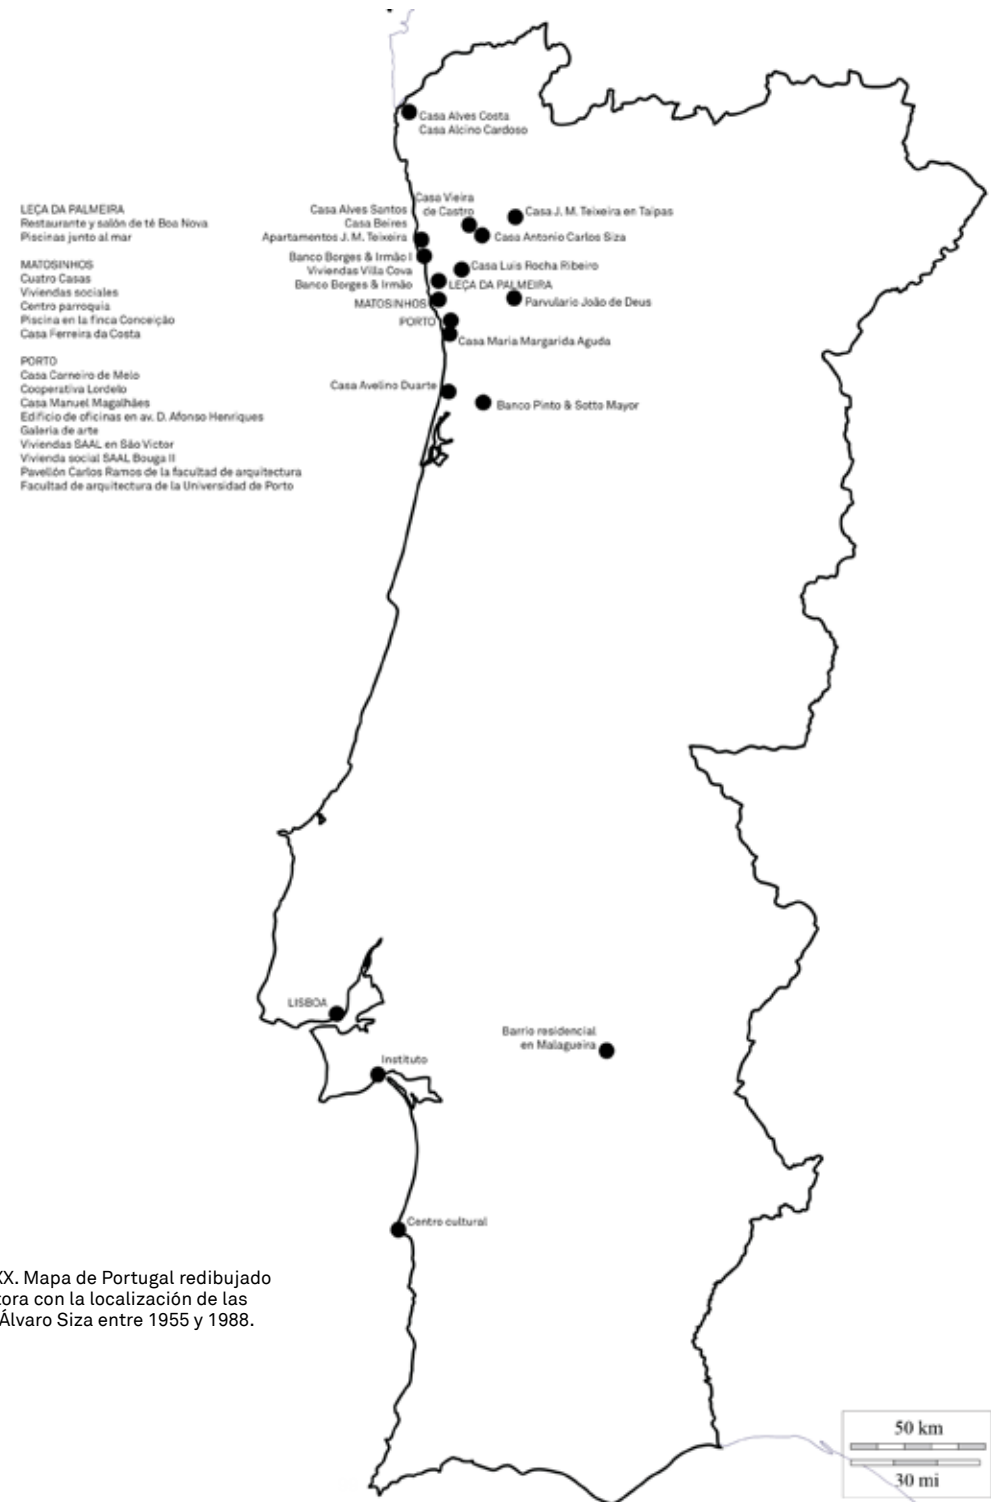 Casa Alves Costa
Casa Alcino Cardoso
LEÇA DA PALMEIRA
Restaurante y salón de té Boa Nova
Piscinas junto al mar
MATOSINHOS
Cuatro Casas
Viviendas sociales
Centro parroquia
Piscina en la finca Conceição
Casa Ferreira da Costa
PORTO
Casa Carneiro de Melo
Cooperativa Lordelo
Casa Manuel Magalhães
Edificio de oficinas en av. D. Afonso Henriques
Galería de arte
Viviendas SAAL en São Victor
Vivienda social SAAL Bouga II
Pavellón Carlos Ramos de la facultad de arquitectura
Facultad de arquitectura de la Universidad de Porto
Casa Vieira
de Castro
Casa J. M. Teixeira en Taipas
Casa Alves Santos
Casa Beires
Apartamentos J. M. Teixeira
Casa Antonio Carlos Siza
Banco Borges & Irmão I
Viviendas Villa Cova
Banco Borges & Irmão
Casa Luis Rocha Ribeiro
LEÇA DA PALMEIRA
MATOSINHOS
Parvulario João de Deus
PORTO
Casa Maria Margarida Aguda
Casa Avelino Duarte
Banco Pinto & Sotto Mayor
LISBOA
Barrio residencial
en Malagueira
Instituto
Centro cultural
XX. Mapa de Portugal redibujado
tora con la localización de las
Álvaro Siza entre 1955 y 1988.
50 km
30 mi